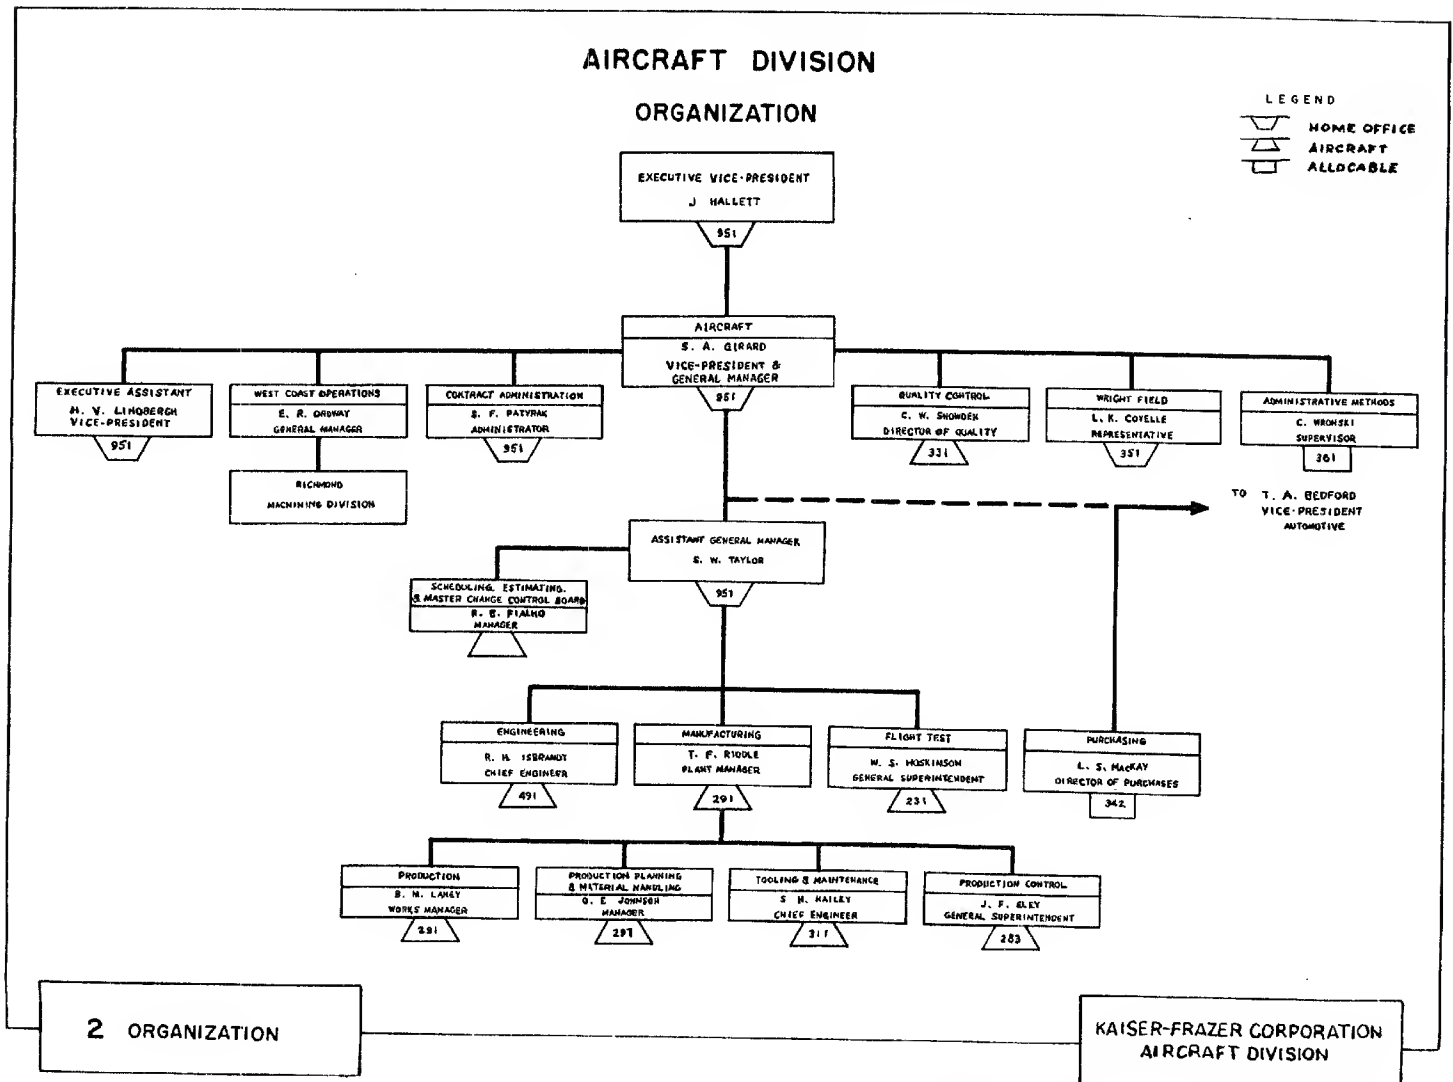 AIRCRAFT DIVISION
ORGANIZATION
LEGEND
HOME OFFICE
AIRCRAFT
ALLOCABLE
EXECUTIVE VICE-PRESIDENT
J HALLETT
951
AIRCRAFT
S. A. GIRARD
VICE-PRESIDENT &
GENERAL MANAGER
951
EXECUTIVE ASSISTANT
H. V. LINDBERGH
VICE-PRESIDENT
951
WEST COAST OPERATIONS
E. R. ORDWAY
GENERAL MANAGER
RICHMOND
MACHINING DIVISION
CONTRACT ADMINISTRATION
S. F. PATYRAK
ADMINISTRATOR
951
QUALITY CONTROL
C. W. SNOWDEN
DIRECTOR OF QUALITY
331
WRIGHT FIELD
L. K. COVELLE
REPRESENTATIVE
351
ADMINISTRATIVE METHODS
C. WRONSKI
SUPERVISOR
361
TO T. A. BEDFORD
VICE-PRESIDENT
AUTOMOTIVE
ASSISTANT GENERAL MANAGER
S. W. TAYLOR
951
SCHEDULING, ESTIMATING,
& MASTER CHANGE CONTROL BOARD
R. B. FIALHO
MANAGER
ENGINEERING
R. H. ISBRANDT
CHIEF ENGINEER
491
MANUFACTURING
T. F. RIDDLE
PLANT MANAGER
291
FLIGHT TEST
W. S. HOSKINSON
GENERAL SUPERINTENDENT
231
PURCHASING
L. S. MACKAY
DIRECTOR OF PURCHASES
342
PRODUCTION
B. M. LAHEY
WORKS MANAGER
291
PRODUCTION PLANNING
& MATERIAL HANDLING
O. E. JOHNSON
MANAGER
297
TOOLING & MAINTENANCE
S H. HAILEY
CHIEF ENGINEER
311
PRODUCTION CONTROL
J. F. ELEY
GENERAL SUPERINTENDENT
283
2 ORGANIZATION
KAISER-FRAZER CORPORATION
AIRCRAFT DIVISION